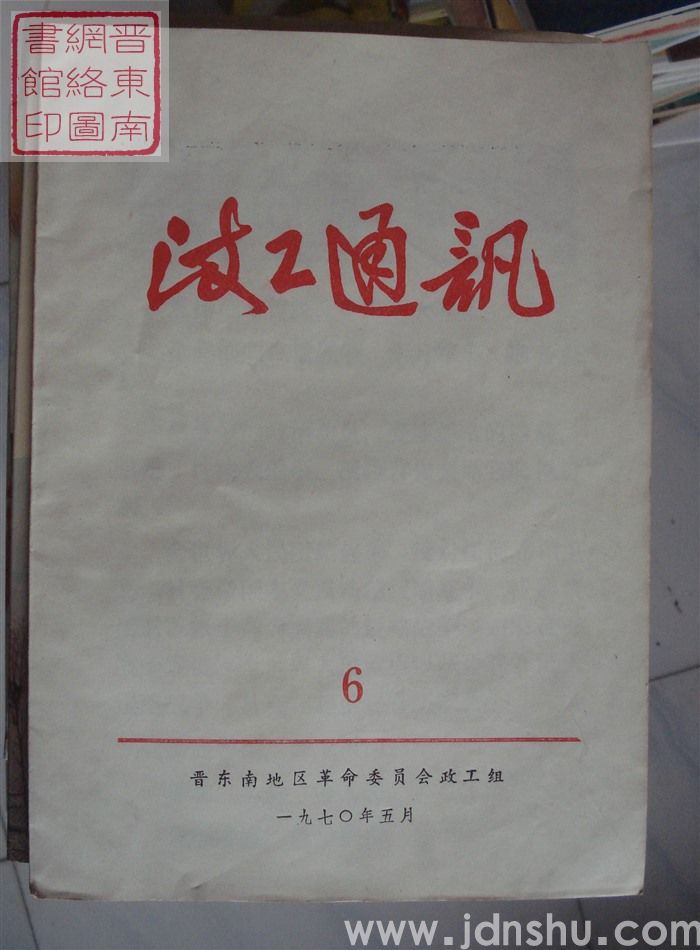 晋東南
網絡圖
書館印
政工通訊
6
晋东南地区革命委员会政工组
一九七〇年五月
www.jdnshu.com